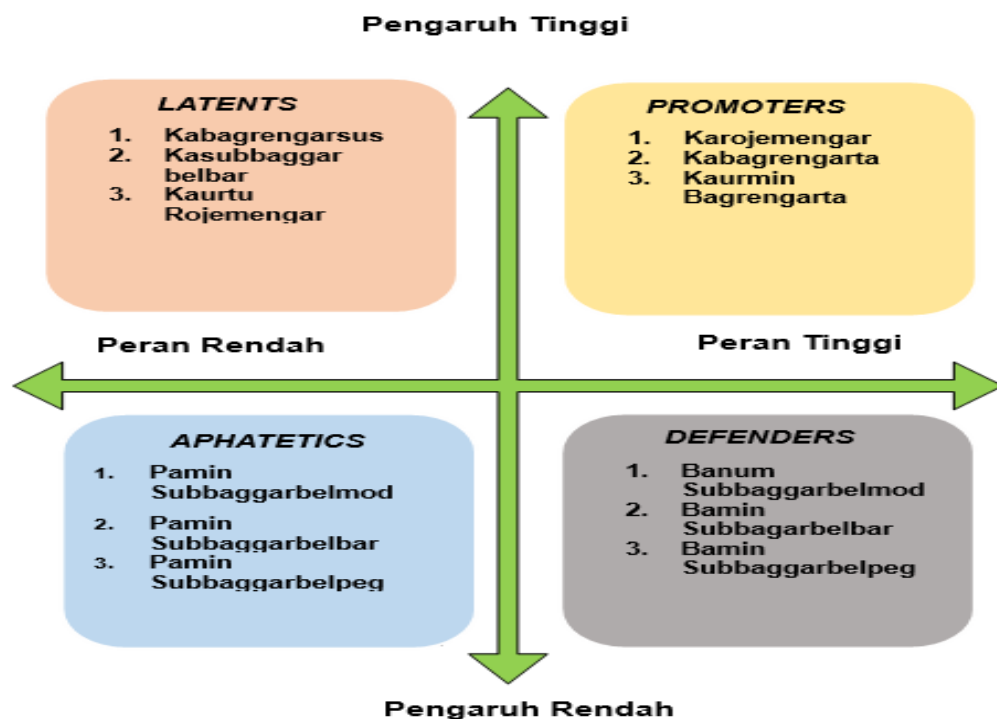 Pengaruh Tinggi
LATENTS
1. Kabagrengarsus
2. Kasubbaggar
belbar
3. Kaurtu
Rojemengar
PROMOTERS
1. Karojemengar
2. Kabagrengarta
3. Kaurmin
Bagrengarta
Peran Rendah
Peran Tinggi
APHATETICS
1. Pamin
Subbaggarbelmod
2. Pamin
Subbaggarbelbar
3. Pamin
Subbaggarbelpeg
DEFENDERS
1. Banum
Subbaggarbelmod
2. Bamin
Subbagarbelbar
3. Bamin
Subbaggarbelpeg
Pengaruh Rendah